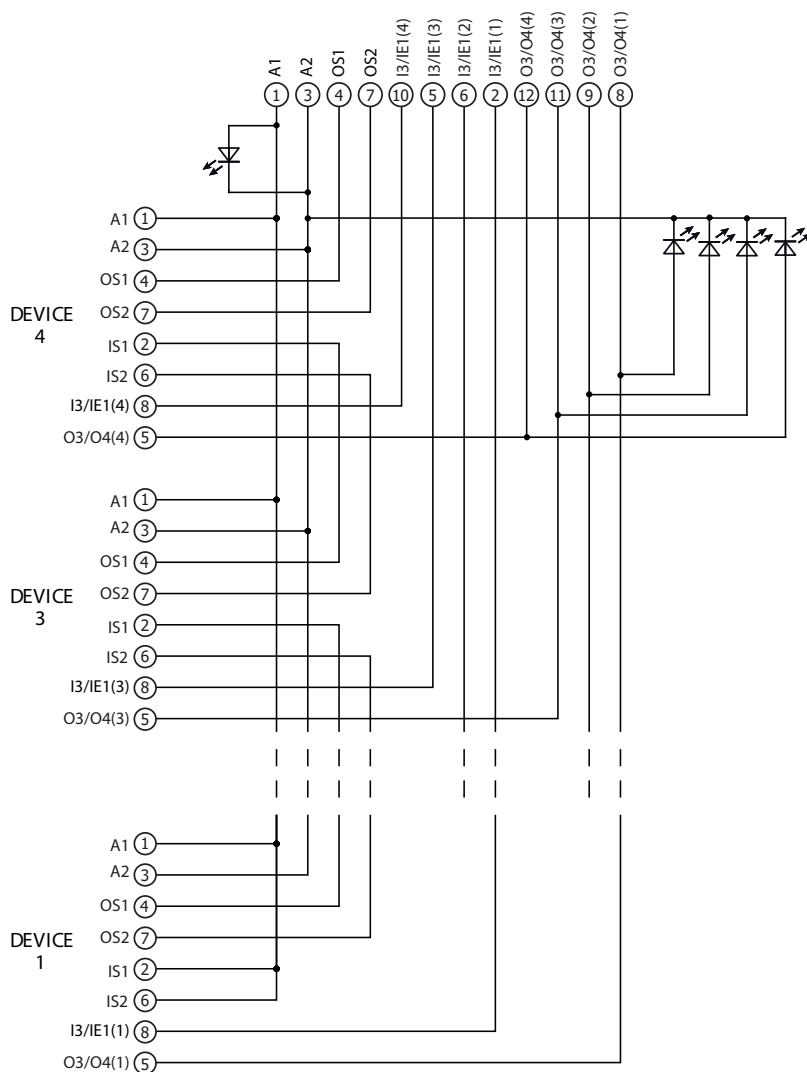 A1 A2 OS1 OS2 I3/IE1(4) I3/IE1(3) I3/IE1(2) I3/IE1(1) O3/O4(4) O3/O4(3) O3/O4(2) O3/O4(1)
1 3 4 7 10 5 6 2 12 11 9 8
DEVICE
4
A1 1
A2 3
OS1 4
OS2 7
IS1 2
IS2 6
I3/IE1(4) 8
O3/O4(4) 5
DEVICE
3
A1 1
A2 3
OS1 4
OS2 7
IS1 2
IS2 6
I3/IE1(3) 8
O3/O4(3) 5
DEVICE
1
A1 1
A2 3
OS1 4
OS2 7
IS1 2
IS2 6
I3/IE1(1) 8
O3/O4(1) 5